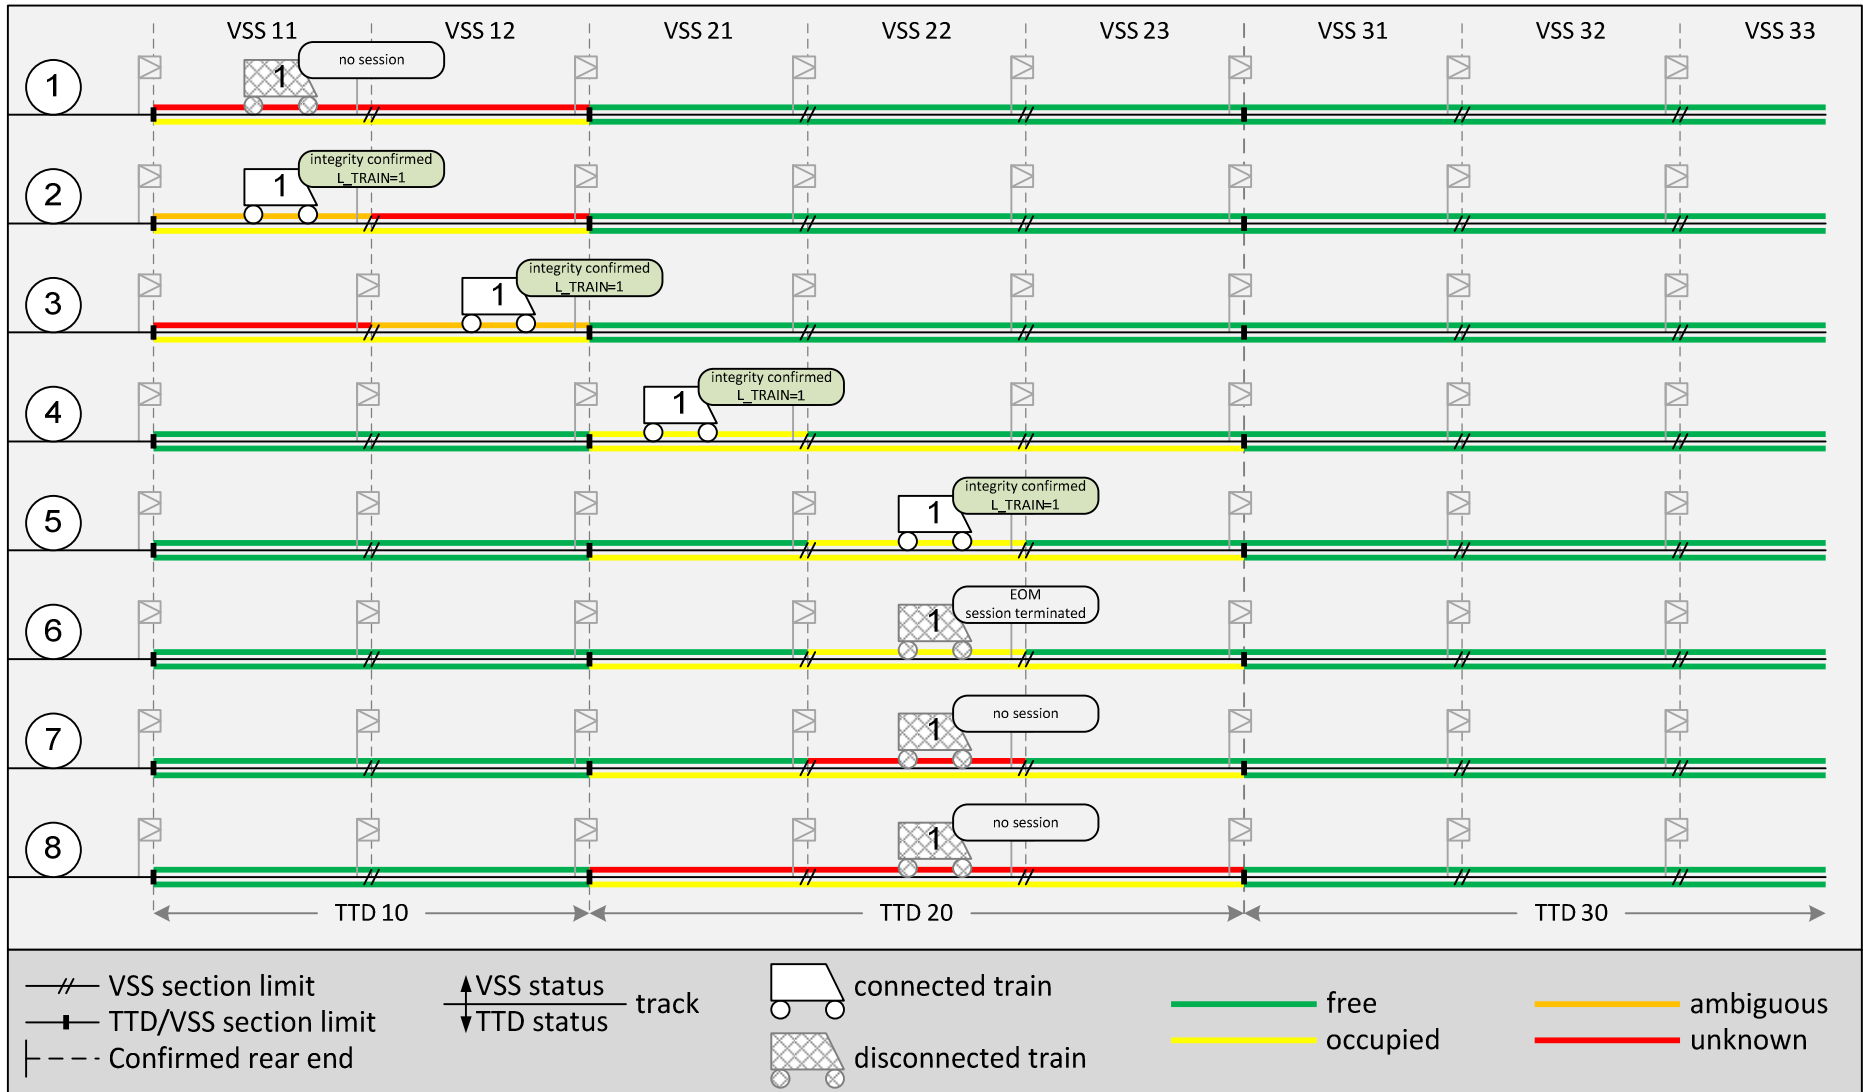 VSS 11
VSS 12
VSS 21
VSS 22
VSS 23
VSS 31
VSS 32
VSS 33
1
1
no session
2
1
integrity confirmed
L_TRAIN=1
3
1
integrity confirmed
L_TRAIN=1
4
1
integrity confirmed
L_TRAIN=1
5
1
integrity confirmed
L_TRAIN=1
6
1
EOM
session terminated
7
1
no session
8
1
no session
TTD 10
TTD 20
TTD 30
VSS section limit
TTD/VSS section limit
Confirmed rear end
VSS status
TTD status
track
connected train
disconnected train
free
occupied
ambiguous
unknown